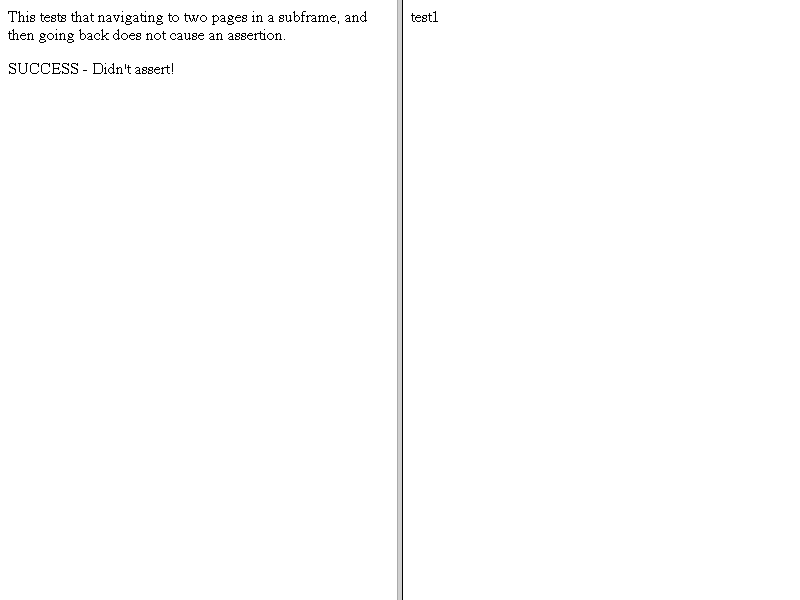 This tests that navigating to two pages in a subframe, and
then going back does not cause an assertion.
SUCCESS - Didn't assert!
test1